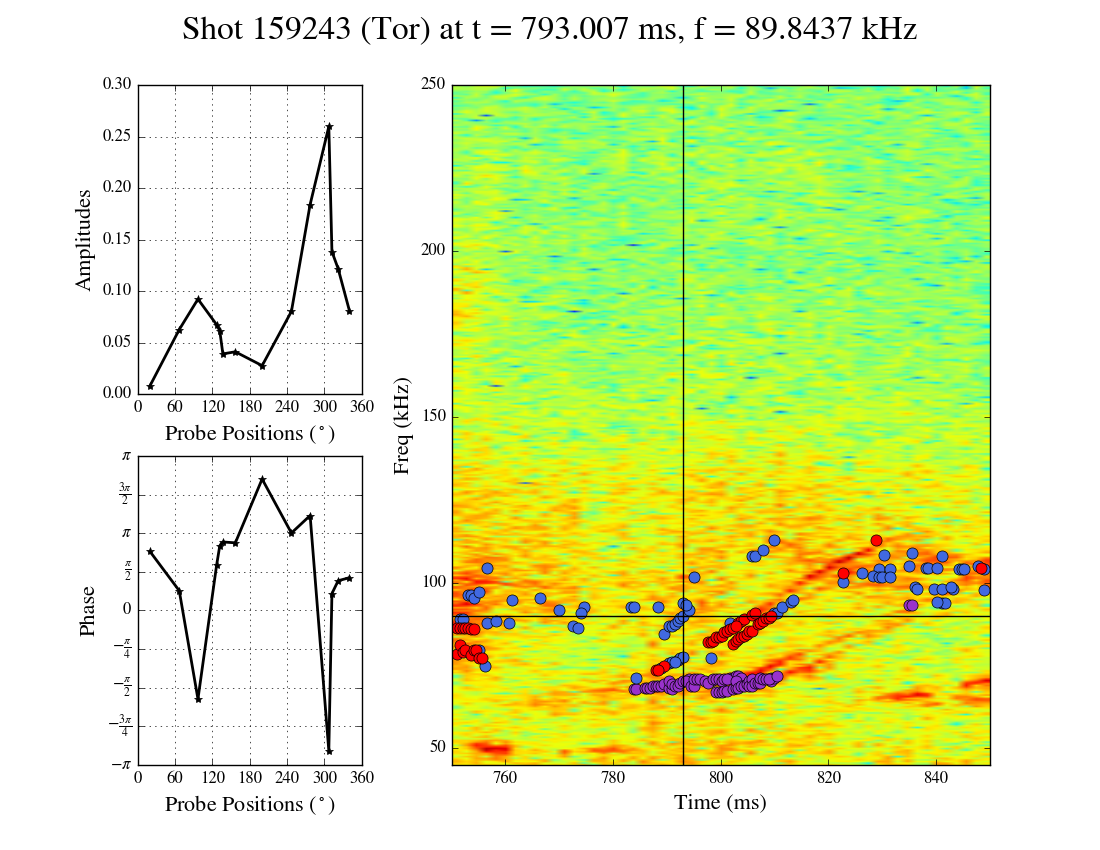 Shot 159243 (Tor) at t = 793.007 ms, f = 89.8437 kHz
0.30
0.25
0.20
0.15
0.10
0.05
0.00
Amplitudes
0 60 120 180 240 300 360
Probe Positions (°)
π
3π/2
π
π/2
0
−π/4
−π/2
−3π/4
−π
Phase
0 60 120 180 240 300 360
Probe Positions (°)
250
200
150
100
50
Freq (kHz)
760 780 800 820 840
Time (ms)